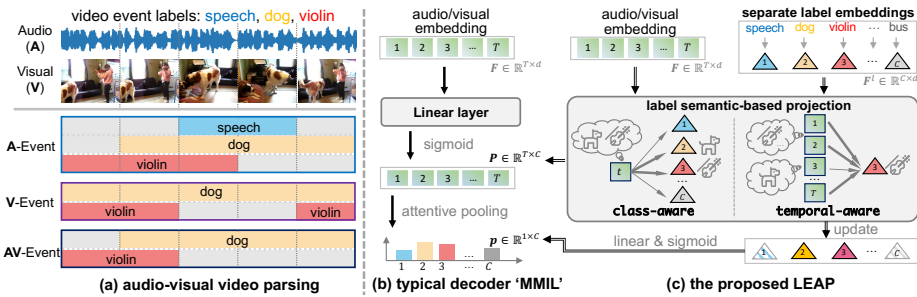 video event labels: speech, dog, violin
Audio
(A)
Visual
(V)
A-Event
speech
dog
violin
V-Event
dog
violin
violin
AV-Event
dog
violin
(a) audio-visual video parsing
audio/visual
embedding
1 2 3 ... T
F ∈ ℝ^{T×d}
Linear layer
sigmoid
P ∈ ℝ^{T×C}
1 2 3 ... T
attentive pooling
p ∈ ℝ^{1×C}
1 2 3 ... C
(b) typical decoder ‘MMIL’
audio/visual
embedding
1 2 3 ... T
F ∈ ℝ^{T×d}
separate label embeddings
speech dog violin ... bus
1 2 3 ... C
F^l ∈ ℝ^{C×d}
label semantic-based projection
t
1
2
3
...
C
class-aware
1
2
3
...
T
3
temporal-aware
update
linear & sigmoid
1 2 3 ... C
(c) the proposed LEAP